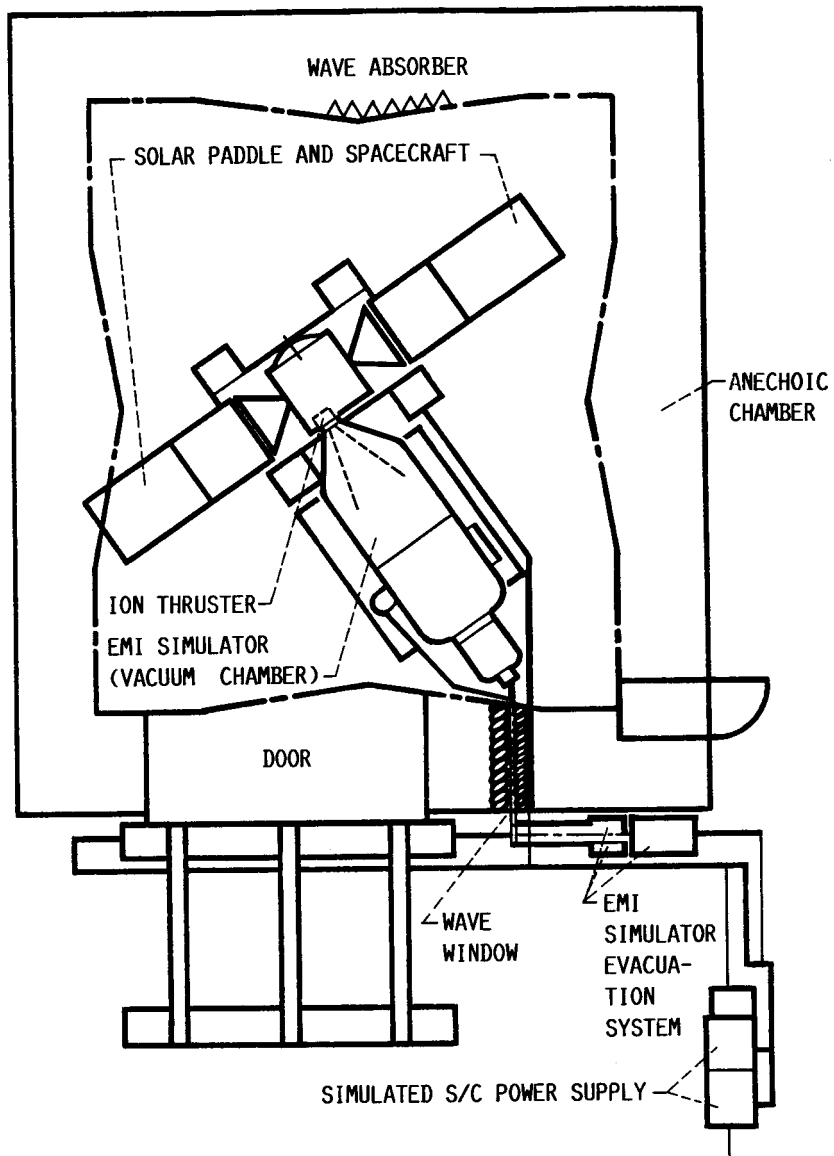 WAVE ABSORBER
SOLAR PADDLE AND SPACECRAFT
ANECHOIC
CHAMBER
ION THRUSTER
EMI SIMULATOR
(VACUUM CHAMBER)
DOOR
WAVE
WINDOW
EMI
SIMULATOR
EVACUA-
TION
SYSTEM
SIMULATED S/C POWER SUPPLY